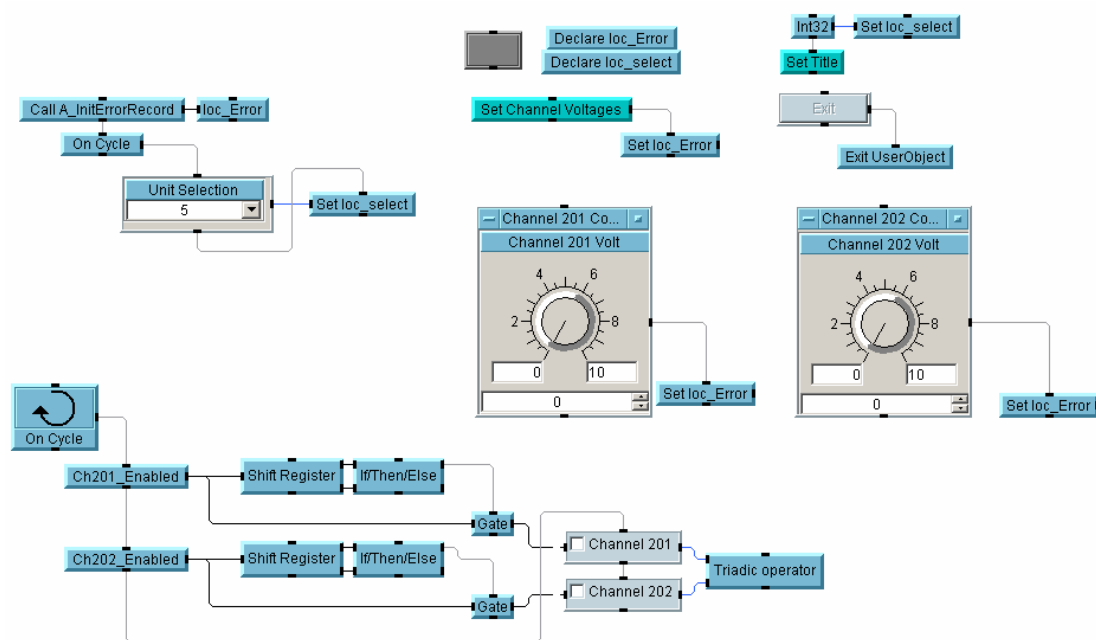 Declare loc_Error
Declare loc_select
Int32
Set loc_select
Set Title
Call A_InitErrorRecord
loc_Error
Set Channel Voltages
Exit
On Cycle
Set loc_Error
Exit UserObject
Unit Selection
5
Set loc_select
Channel 201 Co...
Channel 201 Volt
4
6
2
8
0
10
0
Set loc_Error
Channel 202 Co...
Channel 202 Volt
4
6
2
8
0
10
0
Set loc_Error
On Cycle
Ch201_Enabled
Shift Register
If/Then/Else
Gate
Channel 201
Ch202_Enabled
Shift Register
If/Then/Else
Gate
Channel 202
Triadic operator